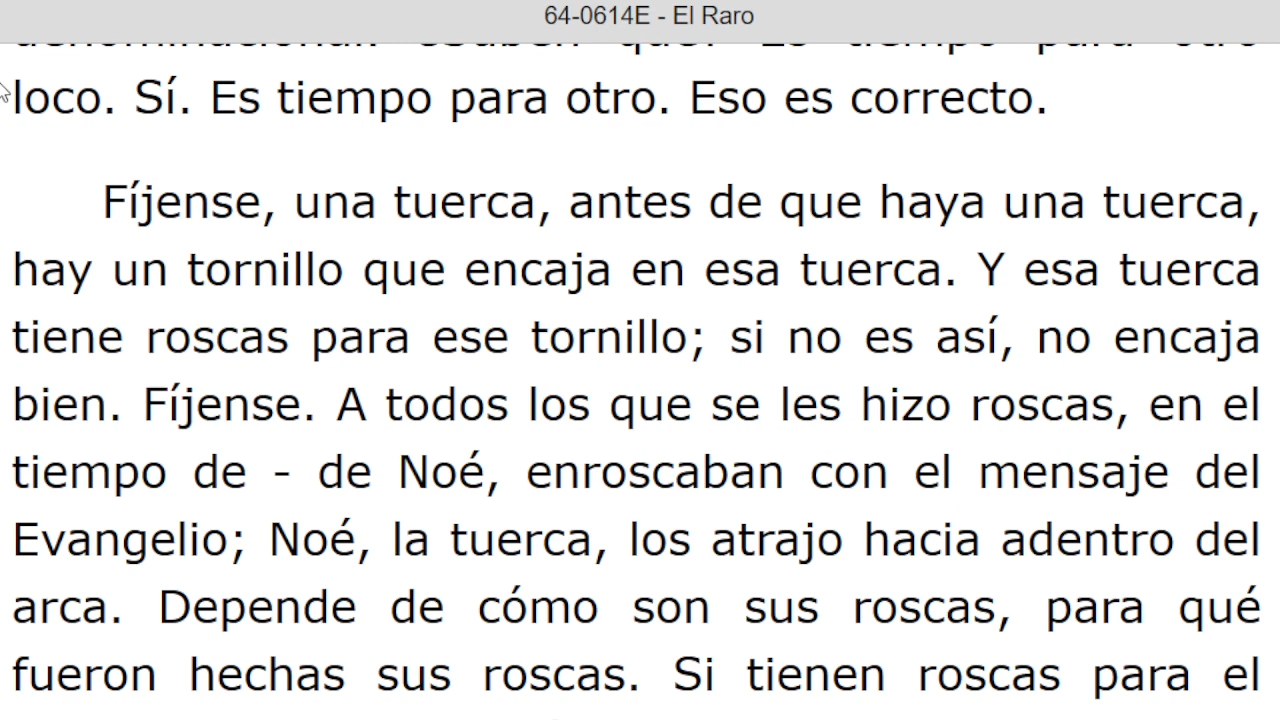 64-0614E - El Raro
loco. Sí. Es tiempo para otro. Eso es correcto.
Fíjense, una tuerca, antes de que haya una tuerca,
hay un tornillo que encaja en esa tuerca. Y esa tuerca
tiene roscas para ese tornillo; si no es así, no encaja
bien. Fíjense. A todos los que se les hizo roscas, en el
tiempo de - de Noé, enroscaban con el mensaje del
Evangelio; Noé, la tuerca, los atrajo hacia adentro del
arca. Depende de cómo son sus roscas, para qué
fueron hechas sus roscas. Si tienen roscas para el